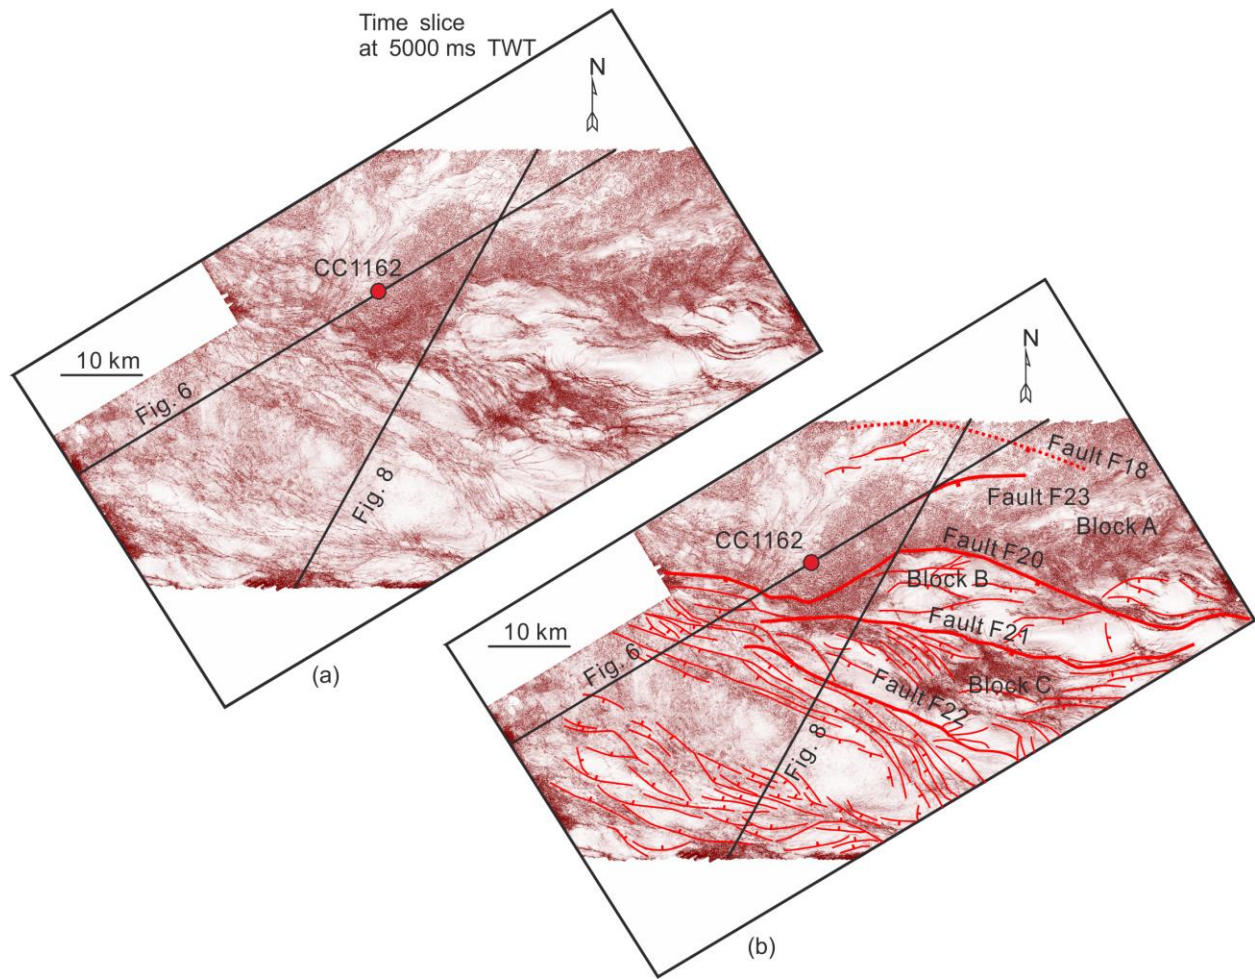 Time slice
at 5000 ms TWT
N
CC1162
10 km
Fig. 6
Fig. 8
(a)
N
Fault F18
Fault F23
Block A
CC1162
Fault F20
Block B
10 km
Fault F21
Fig. 6
Block C
Fault F22
Fig. 8
(b)